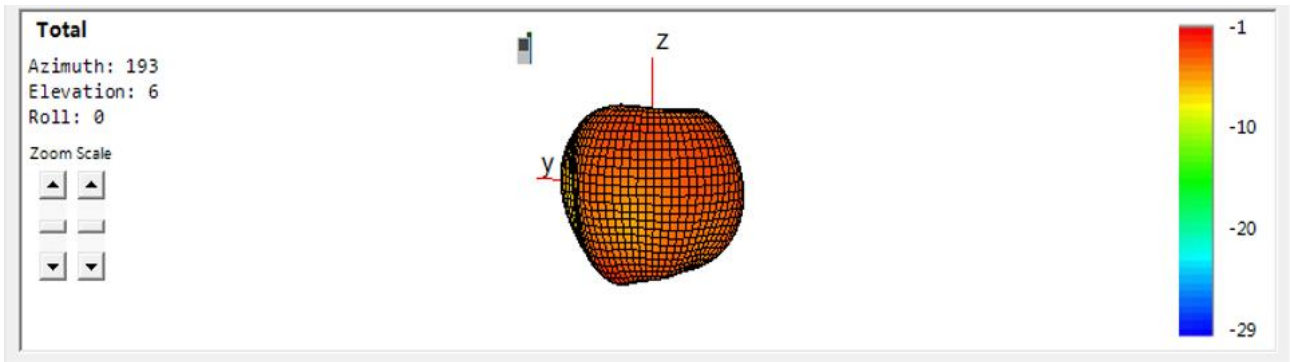 Total
Azimuth: 193
Elevation: 6
Roll: 0
Zoom Scale
z
y
-1
-10
-20
-29